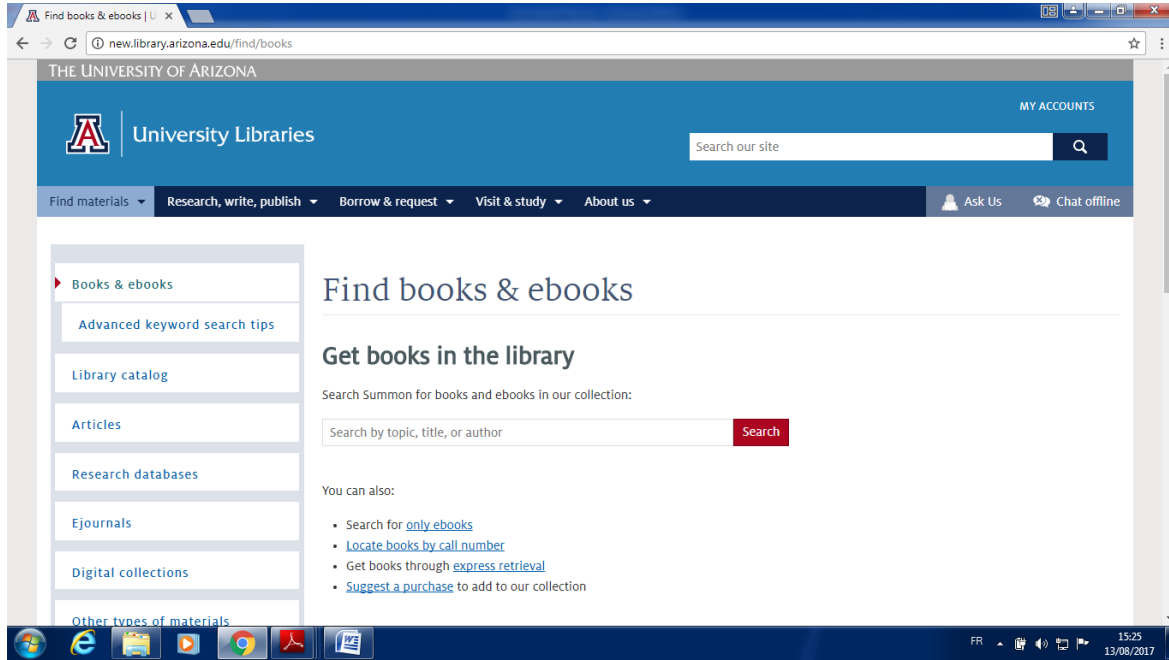 Find books & ebooks | U
new.library.arizona.edu/find/books
THE UNIVERSITY OF ARIZONA
MY ACCOUNTS
A University Libraries
Search our site
Find materials Research, write, publish Borrow & request Visit & study About us Ask Us Chat offline
Books & ebooks
Advanced keyword search tips
Library catalog
Articles
Research databases
Ejournals
Digital collections
Other types of materials
Find books & ebooks
Get books in the library
Search Summon for books and ebooks in our collection:
Search by topic, title, or author Search
You can also:
• Search for only ebooks
• Locate books by call number
• Get books through express retrieval
• Suggest a purchase to add to our collection
FR 15:25
13/08/2017